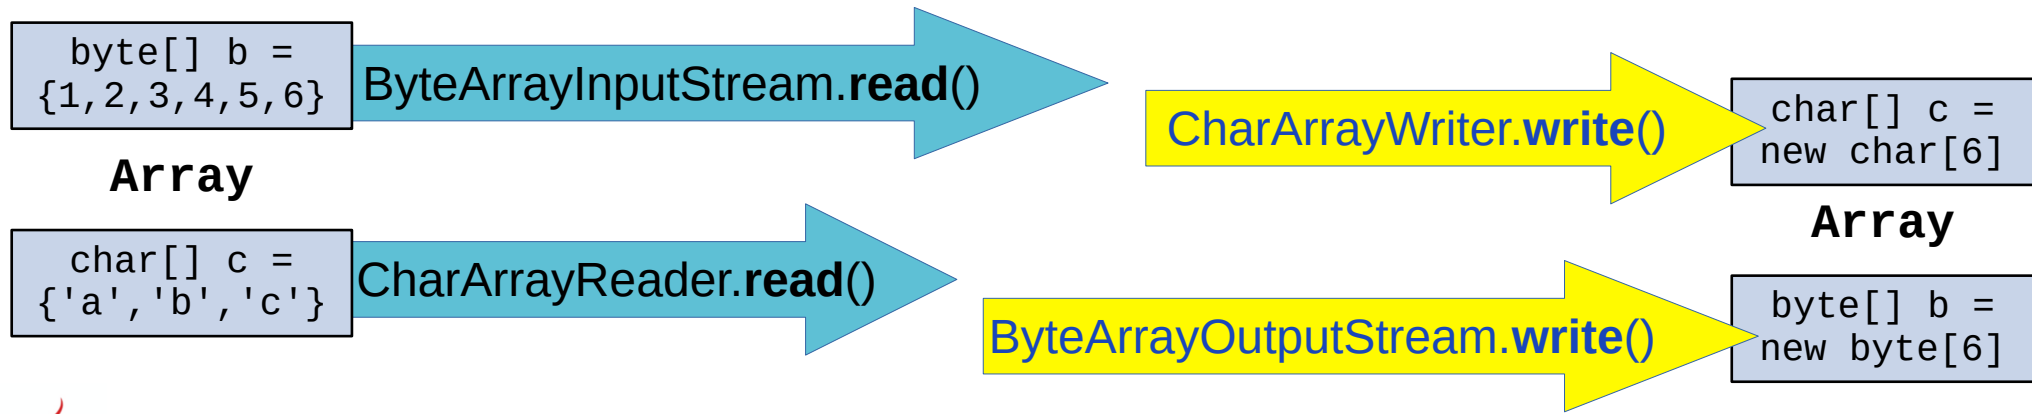 byte[] b =
{1,2,3,4,5,6}
ByteArrayInputStream.read()
CharArrayWriter.write()
char[] c =
new char[6]
Array
Array
char[] c =
{'a','b','c'}
CharArrayReader.read()
ByteArrayOutputStream.write()
byte[] b =
new byte[6]